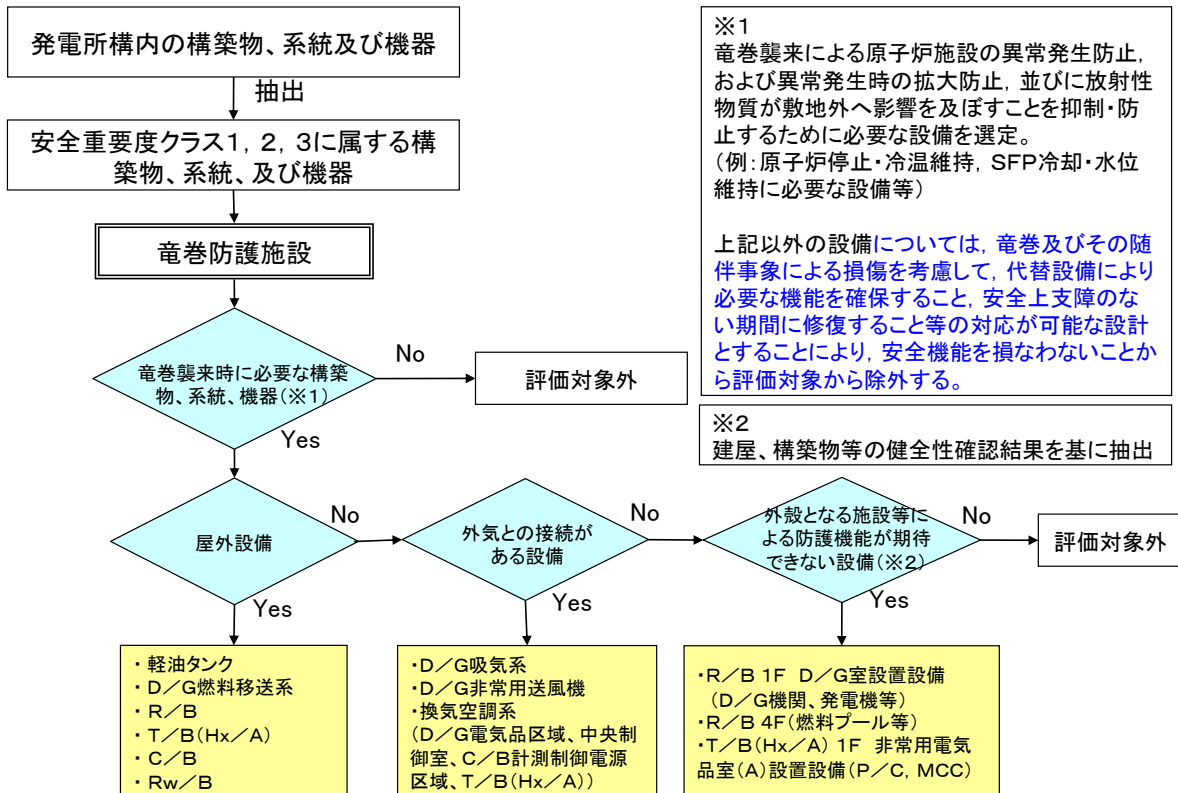 発電所構内の構築物、系統及び機器
抽出
安全重要度クラス1，2，3に属する構
築物、系統、及び機器
竜巻防護施設
竜巻襲来時に必要な構築
物、系統、機器(※1)
No
評価対象外
Yes
※1
竜巻襲来による原子炉施設の異常発生防止，
および異常発生時の拡大防止，並びに放射性
物質が敷地外へ影響を及ぼすことを抑制・防
止するために必要な設備を選定。
（例：原子炉停止・冷温維持，SFP冷却・水位
維持に必要な設備等）
上記以外の設備については，竜巻及びその随
伴事象による損傷を考慮して，代替設備により
必要な機能を確保すること，安全上支障のな
い期間に修復すること等の対応が可能な設計
とすることにより，安全機能を損なわないことか
ら評価対象から除外する。
※2
建屋、構築物等の健全性確認結果を基に抽出
屋外設備
No
Yes
外気との接続が
ある設備
No
Yes
外殻となる施設等に
よる防護機能が期待
できない設備(※2)
No
Yes
評価対象外
・軽油タンク
・D／G燃料移送系
・R／B
・T／B(Hx／A)
・C／B
・Rw／B
・D／G吸気系
・D／G非常用送風機
・換気空調系
（D／G電気品区域、中央制
御室、C／B計測制御電源
区域、T／B(Hx／A)）
・R／B 1F D／G室設置設備
（D／G機関、発電機等）
・R／B 4F(燃料プール等)
・T／B(Hx／A) 1F 非常用電気
品室(A)設置設備(P／C，MCC)